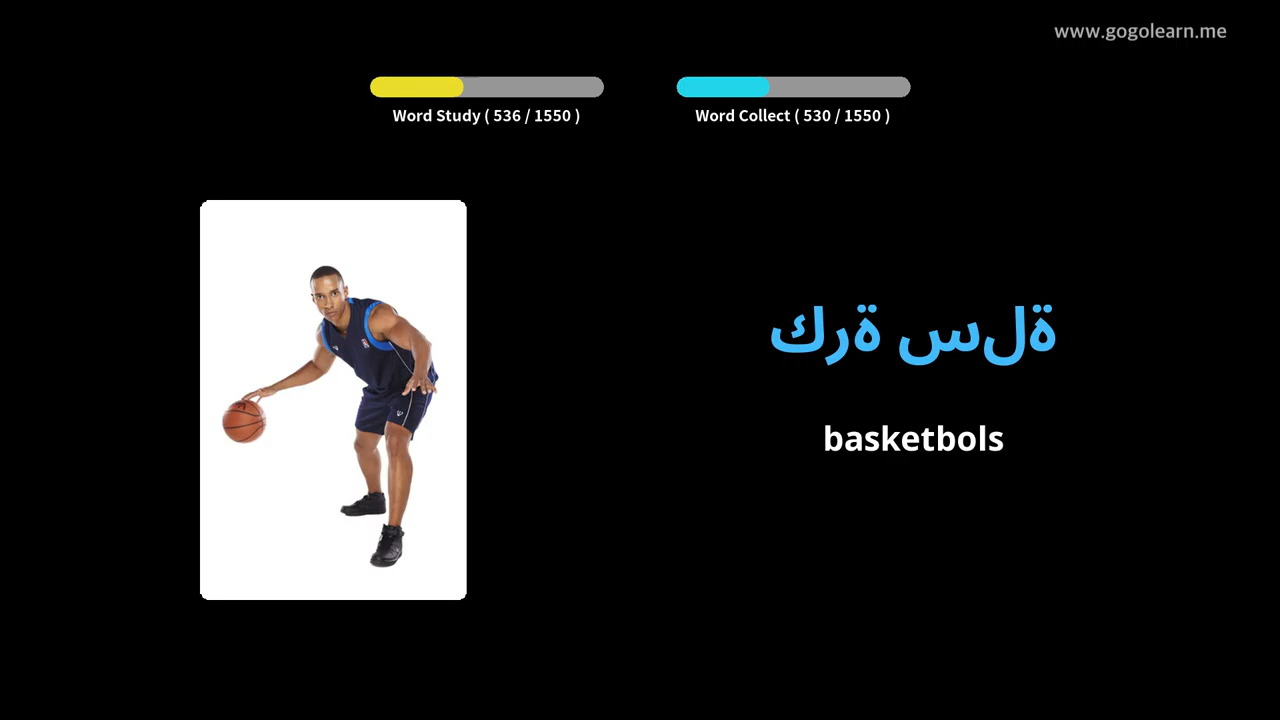 www.gogolearn.me
Word Study ( 536 / 1550 )
Word Collect ( 530 / 1550 )
كرة سلة
basketbols